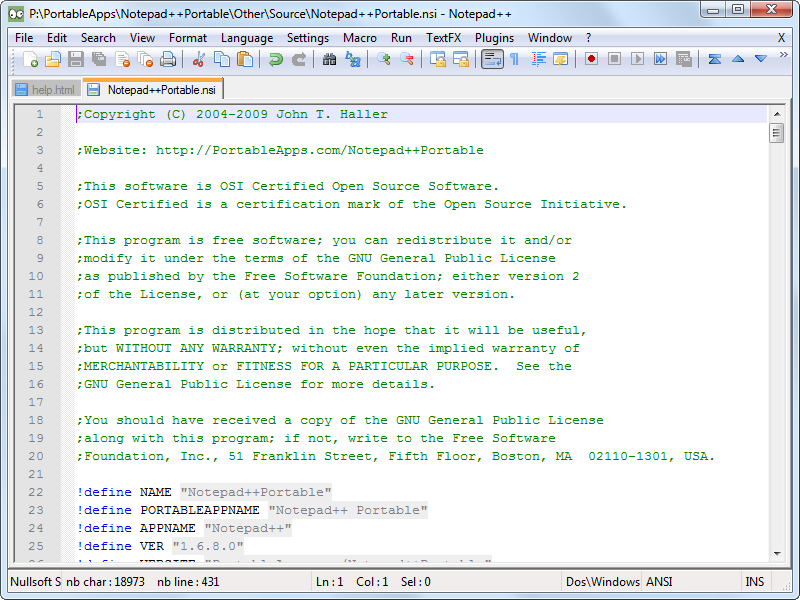 P:\PortableApps\Notepad++Portable\Other\Source\Notepad++Portable.nsi - Notepad++
File Edit Search View Format Language Settings Macro Run TextFX Plugins Window ? X
help.html Notepad++Portable.nsi
1 ;Copyright (C) 2004-2009 John T. Haller
2
3 ;Website: http://PortableApps.com/Notepad++Portable
4
5 ;This software is OSI Certified Open Source Software.
6 ;OSI Certified is a certification mark of the Open Source Initiative.
7
8 ;This program is free software; you can redistribute it and/or
9 ;modify it under the terms of the GNU General Public License
10 ;as published by the Free Software Foundation; either version 2
11 ;of the License, or (at your option) any later version.
12
13 ;This program is distributed in the hope that it will be useful,
14 ;but WITHOUT ANY WARRANTY; without even the implied warranty of
15 ;MERCHANTABILITY or FITNESS FOR A PARTICULAR PURPOSE.  See the
16 ;GNU General Public License for more details.
17
18 ;You should have received a copy of the GNU General Public License
19 ;along with this program; if not, write to the Free Software
20 ;Foundation, Inc., 51 Franklin Street, Fifth Floor, Boston, MA  02110-1301, USA.
21
22 !define NAME "Notepad++Portable"
23 !define PORTABLEAPPNAME "Notepad++ Portable"
24 !define APPNAME "Notepad++"
25 !define VER "1.6.8.0"
Nullsoft S nb char : 18973 nb line : 431 Ln : 1 Col : 1 Sel : 0 Dos\Windows ANSI INS